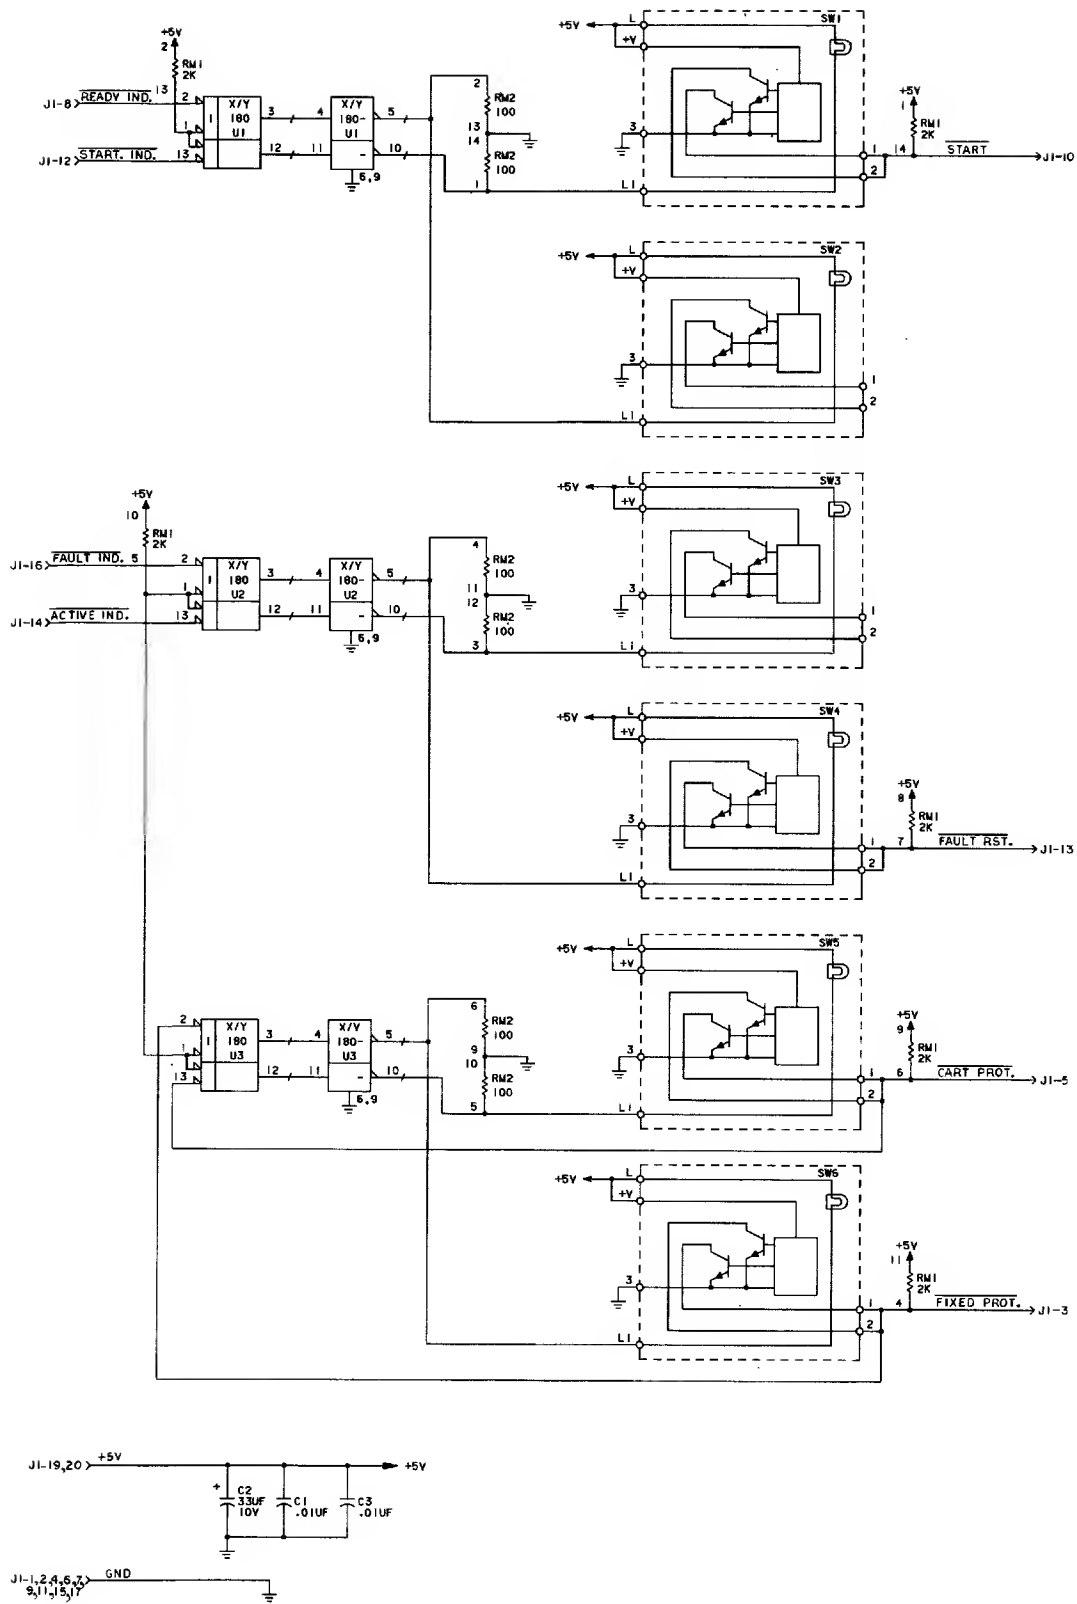 +5V
2
RM1
2K
J1-8
READY IND.
13
2
X/Y
1
180
U1
1
3
4
X/Y
180-
U1
5
12
11
-
10
6,9
J1-12
START. IND.
13
2
RM2
100
13
14
RM2
100
1
+5V
L
+V
SW1
3
L1
1
2
14
+5V
1
RM1
2K
START
J1-10
+5V
L
+V
SW2
3
1
2
L1
+5V
L
+V
SW3
3
1
2
L1
+5V
10
RM1
2K
J1-16
FAULT IND.
5
2
X/Y
1
180
U2
1
3
4
X/Y
180-
U2
5
12
11
-
10
6,9
J1-14
ACTIVE IND.
13
4
RM2
100
11
12
RM2
100
3
+5V
L
+V
SW4
3
1
2
L1
7
+5V
8
RM1
2K
FAULT RST.
J1-13
+5V
L
+V
SW5
3
1
2
L1
6
+5V
9
RM1
2K
CART PROT.
J1-5
2
X/Y
1
180
U3
1
13
3
4
X/Y
180-
U3
5
12
11
-
10
6,9
6
RM2
100
9
10
RM2
100
5
+5V
L
+V
SW6
3
1
2
L1
4
+5V
11
RM1
2K
FIXED PROT.
J1-3
J1-19,20
+5V
+5V
+
C2
33UF
10V
C1
.01UF
C3
.01UF
J1-1,2,4,6,7,
9,11,15,17
GND